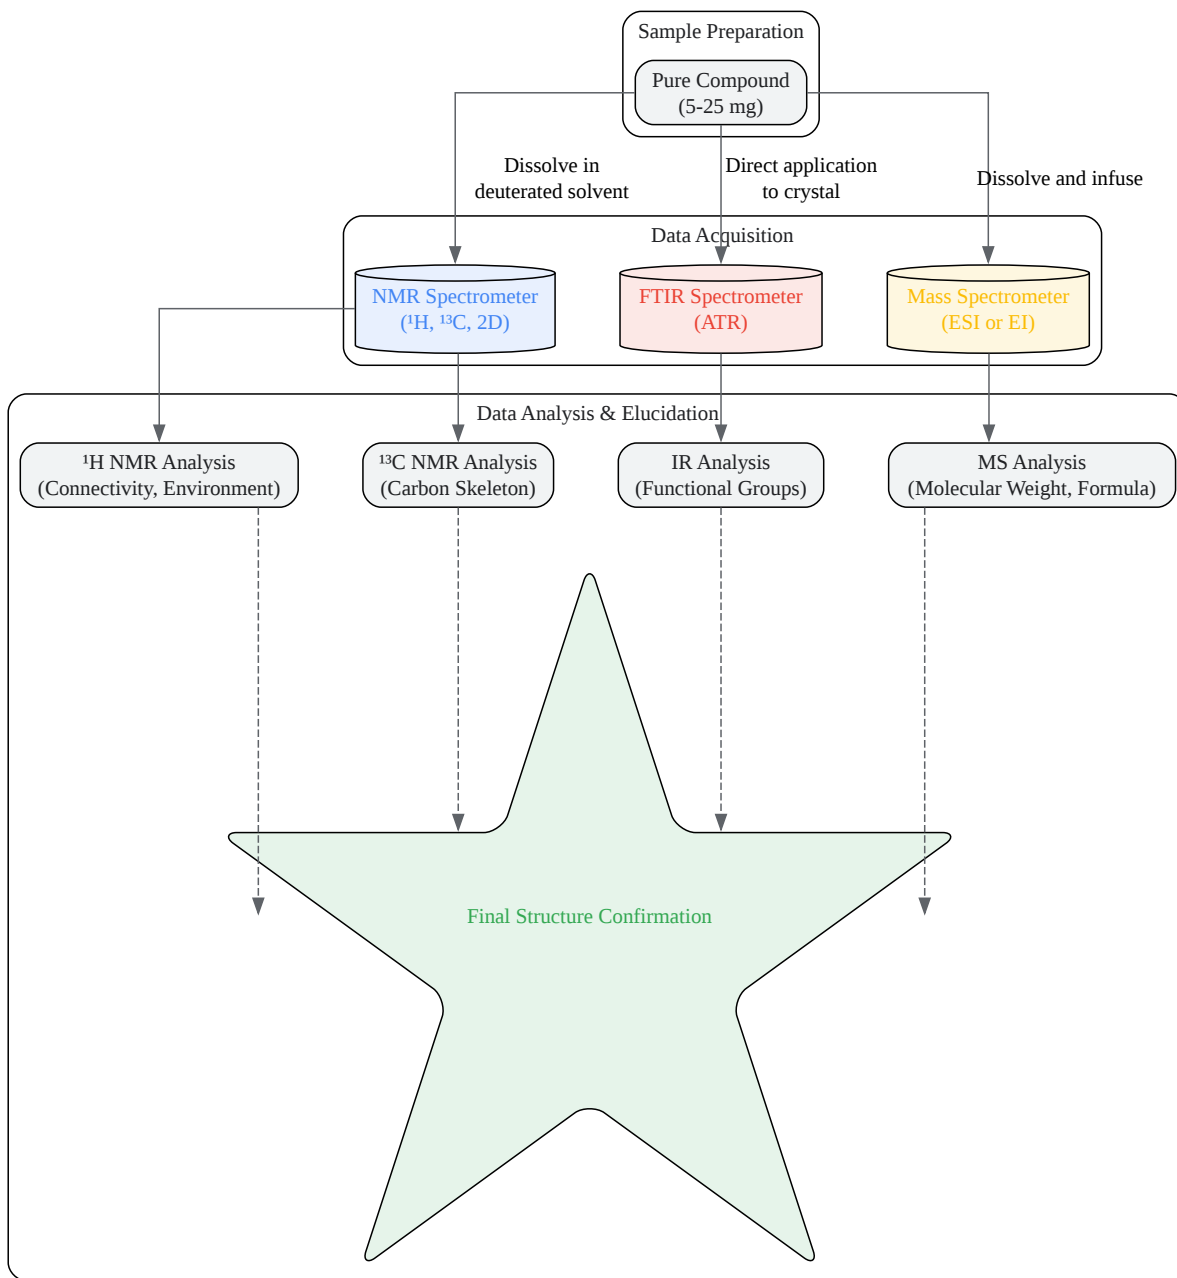 Sample Preparation
Pure Compound
(5-25 mg)
Dissolve in
deuterated solvent
Direct application
to crystal
Dissolve and infuse
Data Acquisition
NMR Spectrometer
(¹H, ¹³C, 2D)
FTIR Spectrometer
(ATR)
Mass Spectrometer
(ESI or EI)
Data Analysis & Elucidation
¹H NMR Analysis
(Connectivity, Environment)
¹³C NMR Analysis
(Carbon Skeleton)
IR Analysis
(Functional Groups)
MS Analysis
(Molecular Weight, Formula)
Final Structure Confirmation